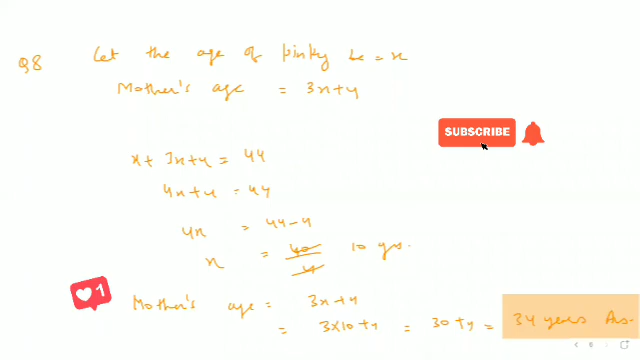 Q8 Let the age of pinky be = x
Mother's age = 3x+4
SUBSCRIBE
x + 3x+4 = 44
4x+4 = 44
4x = 44-4
x = 40/4 10 yrs.
1
Mother's age = 3x+4
= 3x10+4 = 30+4 = 34 years Ans.